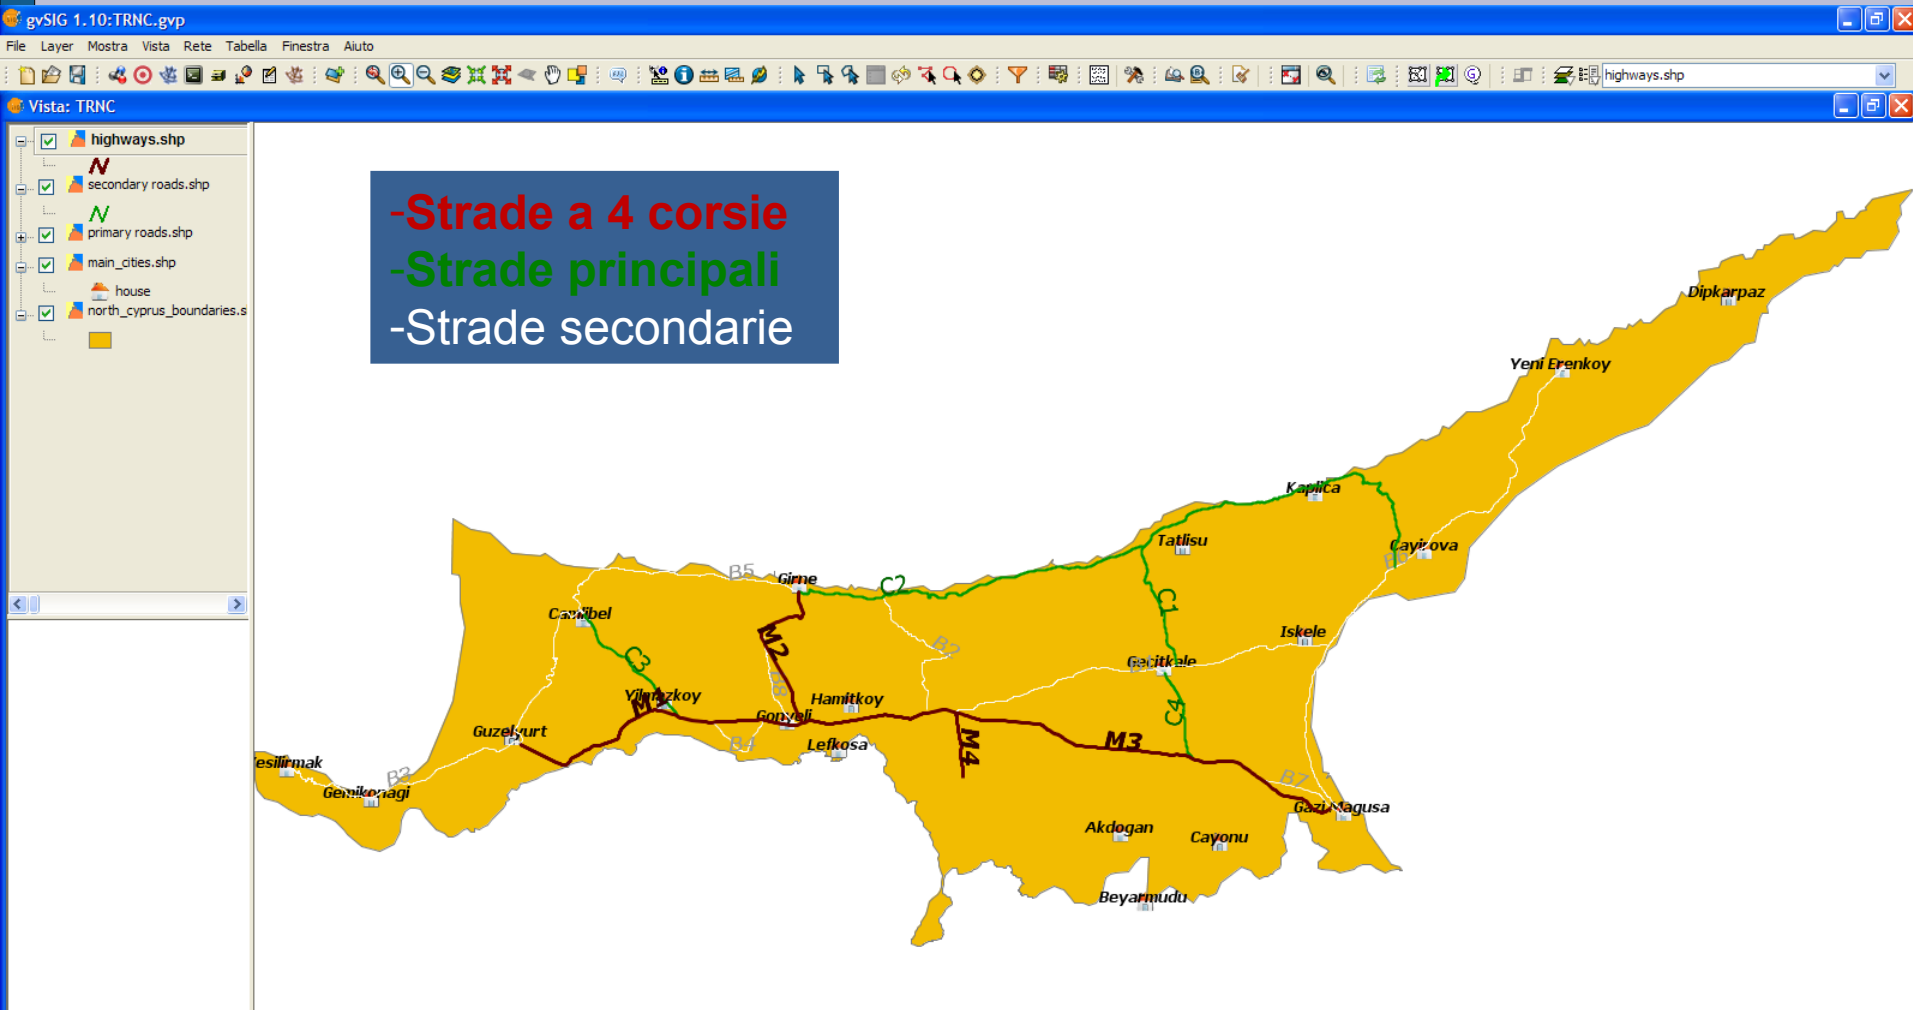 gvSIG 1.10:TRNC.gvp
File Layer Mostra Vista Rete Tabella Finestra Aiuto
highways.shp
Vista: TRNC
highways.shp
secondary roads.shp
primary roads.shp
main_cities.shp
house
north_cyprus_boundaries.s
-Strade a 4 corsie
-Strade principali
-Strade secondarie
Dipkarpaz
Yeni Erenkoy
Kaplica
Tatlisu
Cayirova
B5
Girne
C2
Camlibel
C1
M2
B2
Iskele
C3
Gecitkale
B8
Yilmazkoy
M1
Hamitkoy
Gonyeli
C4
Guzelyurt
B4
Lefkosa
M4
M3
esilirmak
B3
Gemikonagi
B7
Gazi Magusa
Akdogan
Cayonu
Beyarmudu